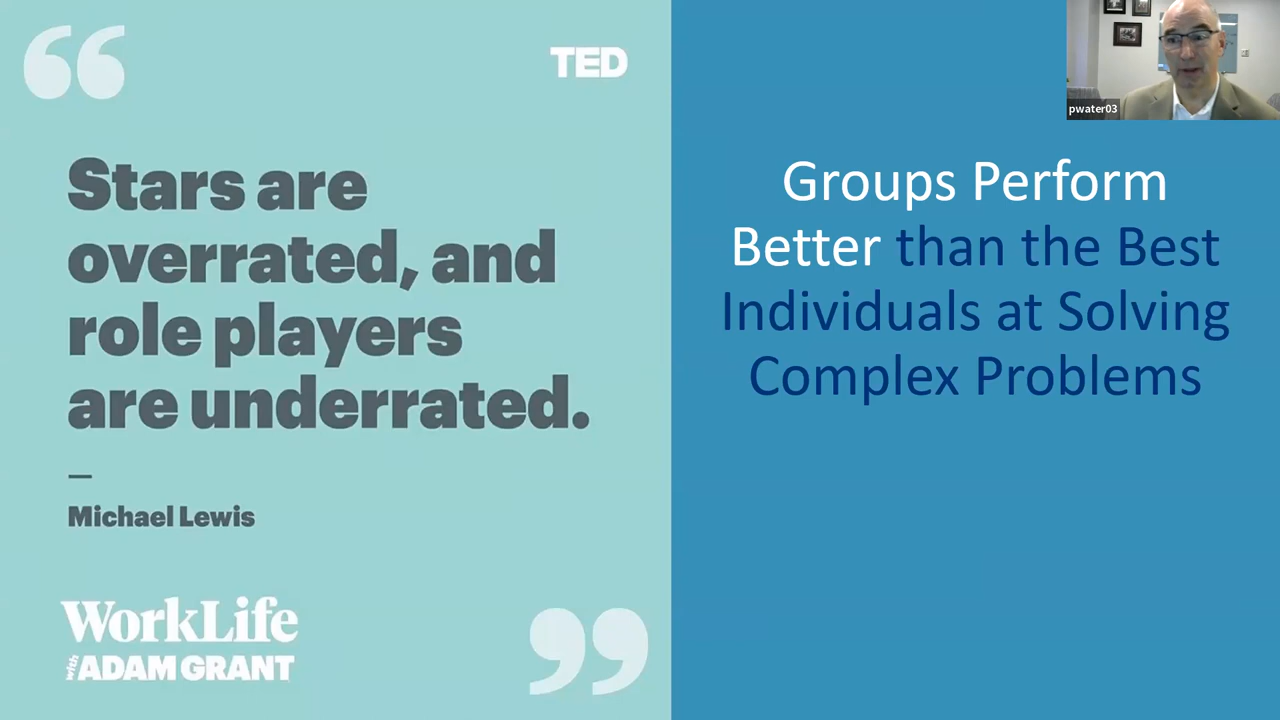 TED
Stars are
overrated, and
role players
are underrated.
—
Michael Lewis
WorkLife
with ADAM GRANT
Groups Perform
Better than the Best
Individuals at Solving
Complex Problems
pwater03